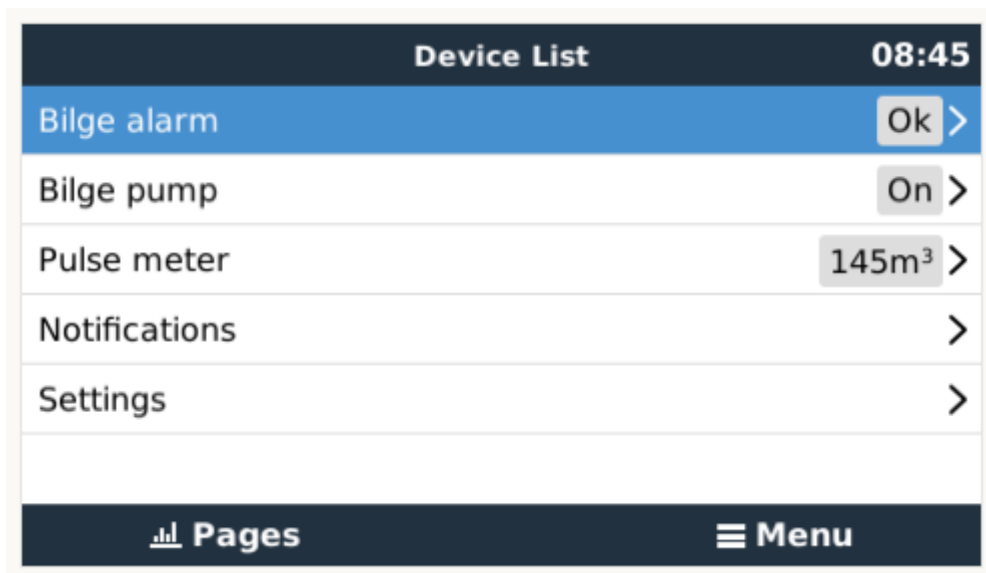 Device List 08:45
Bilge alarm Ok
Bilge pump On
Pulse meter 145m³
Notifications
Settings
Pages Menu